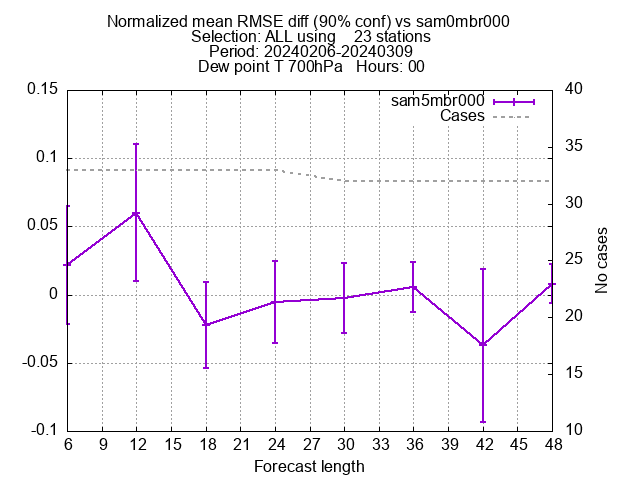 Normalized mean RMSE diff (90% conf) vs sam0mbr000
Selection: ALL using    23 stations
Period: 20240206-20240309
Dew point T 700hPa   Hours: 00
0.15
0.1
0.05
0
-0.05
-0.1
40
35
30
25
20
15
10
sam5mbr000
Cases
No cases
6 9 12 15 18 21 24 27 30 33 36 39 42 45 48
Forecast length